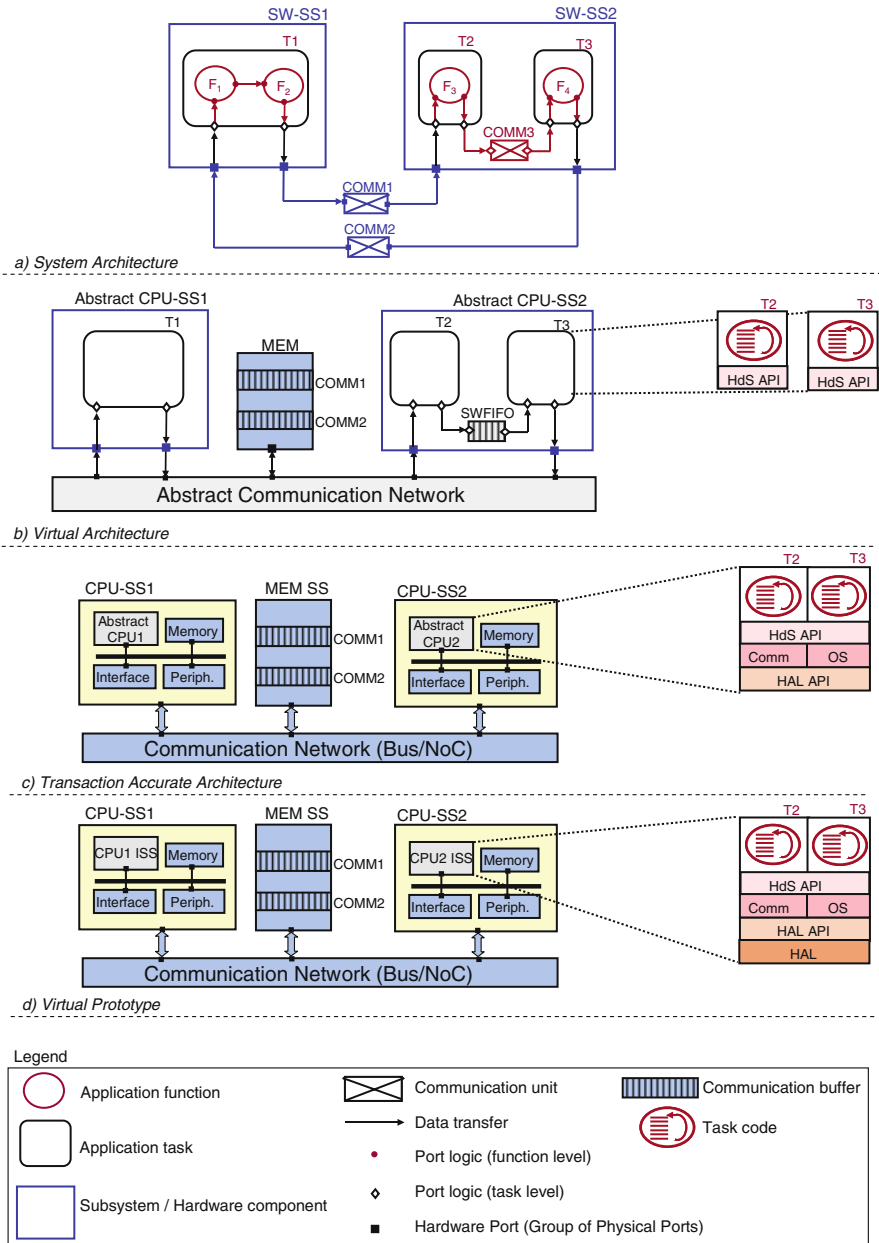 SW-SS1
SW-SS2
T1
T2
T3
F1
F2
F3
F4
COMM3
COMM1
COMM2
a) System Architecture
Abstract CPU-SS1
Abstract CPU-SS2
T2
T3
T1
T2
T3
MEM
COMM1
COMM2
SWFIFO
HdS API
HdS API
Abstract Communication Network
b) Virtual Architecture
CPU-SS1
MEM SS
CPU-SS2
T2
T3
Abstract
CPU1
Memory
Interface
Periph.
COMM1
COMM2
Abstract
CPU2
Memory
Interface
Periph.
HdS API
Comm
OS
HAL API
Communication Network (Bus/NoC)
c) Transaction Accurate Architecture
CPU-SS1
MEM SS
CPU-SS2
T2
T3
CPU1 ISS
Memory
Interface
Periph.
COMM1
COMM2
CPU2 ISS
Memory
Interface
Periph.
HdS API
Comm
OS
HAL API
HAL
Communication Network (Bus/NoC)
d) Virtual Prototype
Legend
Application function
Communication unit
Communication buffer
Data transfer
Task code
Application task
Port logic (function level)
Port logic (task level)
Subsystem / Hardware component
Hardware Port (Group of Physical Ports)